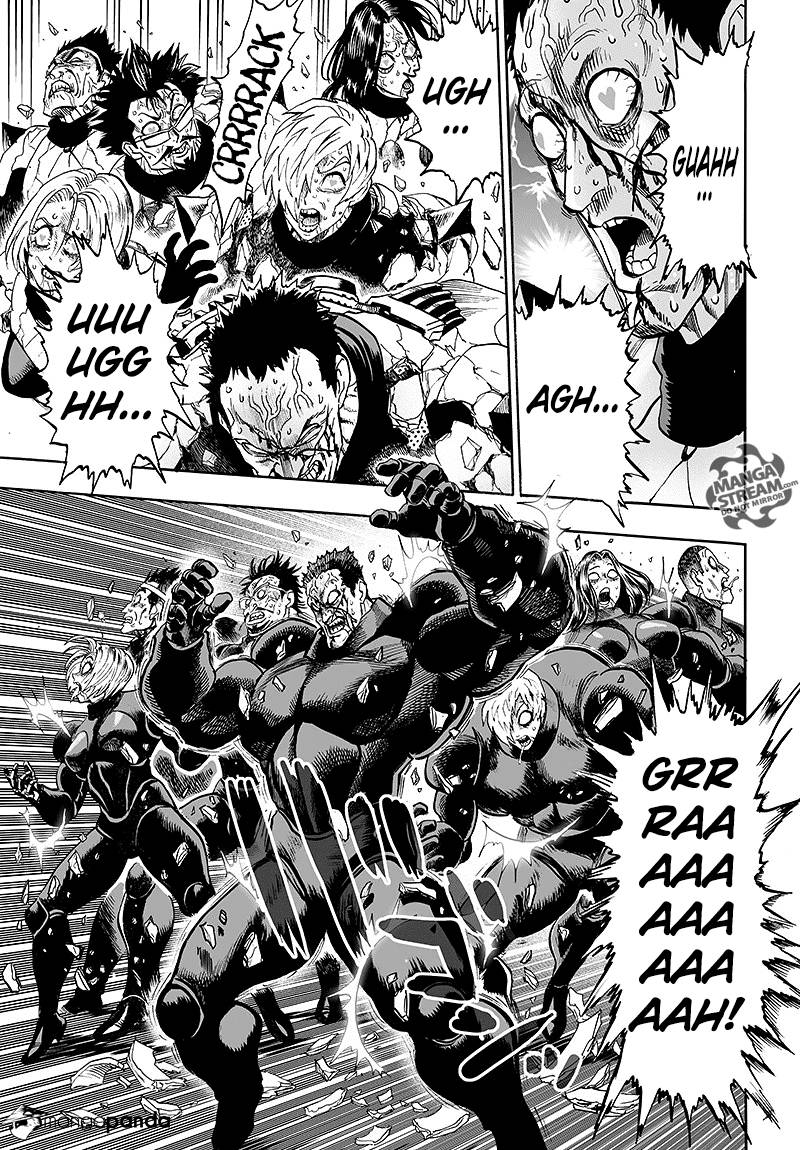 GUAHH
...
AGH...
UGH
...
CRRRRACK
UUU
UGG
HH...
MANGA
STREAM.com
DO NOT MIRROR
GRR
RAA
AAA
AAA
AAA
AAH!
mangapanda